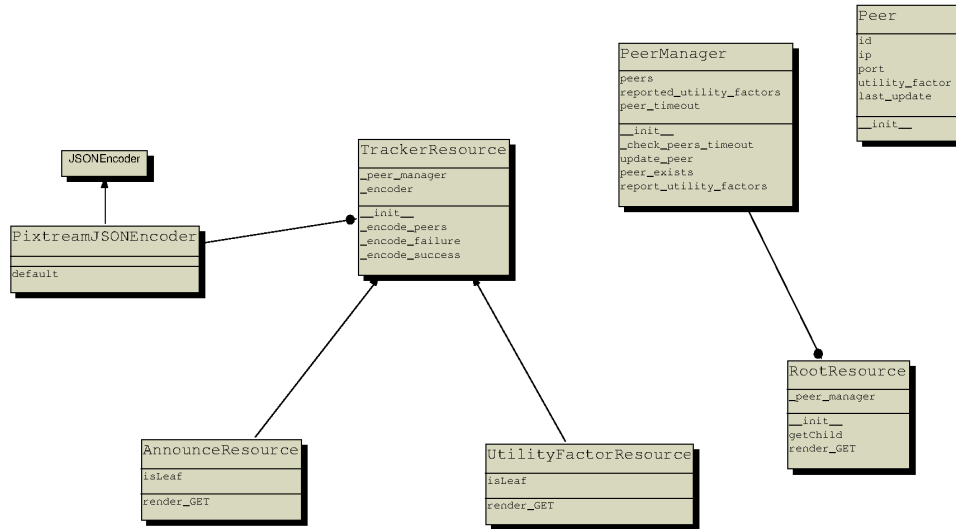 Peer
id
ip
port
utility_factor
last_update
__init__
PeerManager
peers
reported_utility_factors
peer_timeout
__init__
_check_peers_timeout
update_peer
peer_exists
report_utility_factors
JSONEncoder
TrackerResource
_peer_manager
_encoder
__init__
_encode_peers
_encode_failure
_encode_success
PixtreamJSONEncoder
default
RootResource
_peer_manager
__init__
getChild
render_GET
AnnounceResource
isLeaf
render_GET
UtilityFactorResource
isLeaf
render_GET